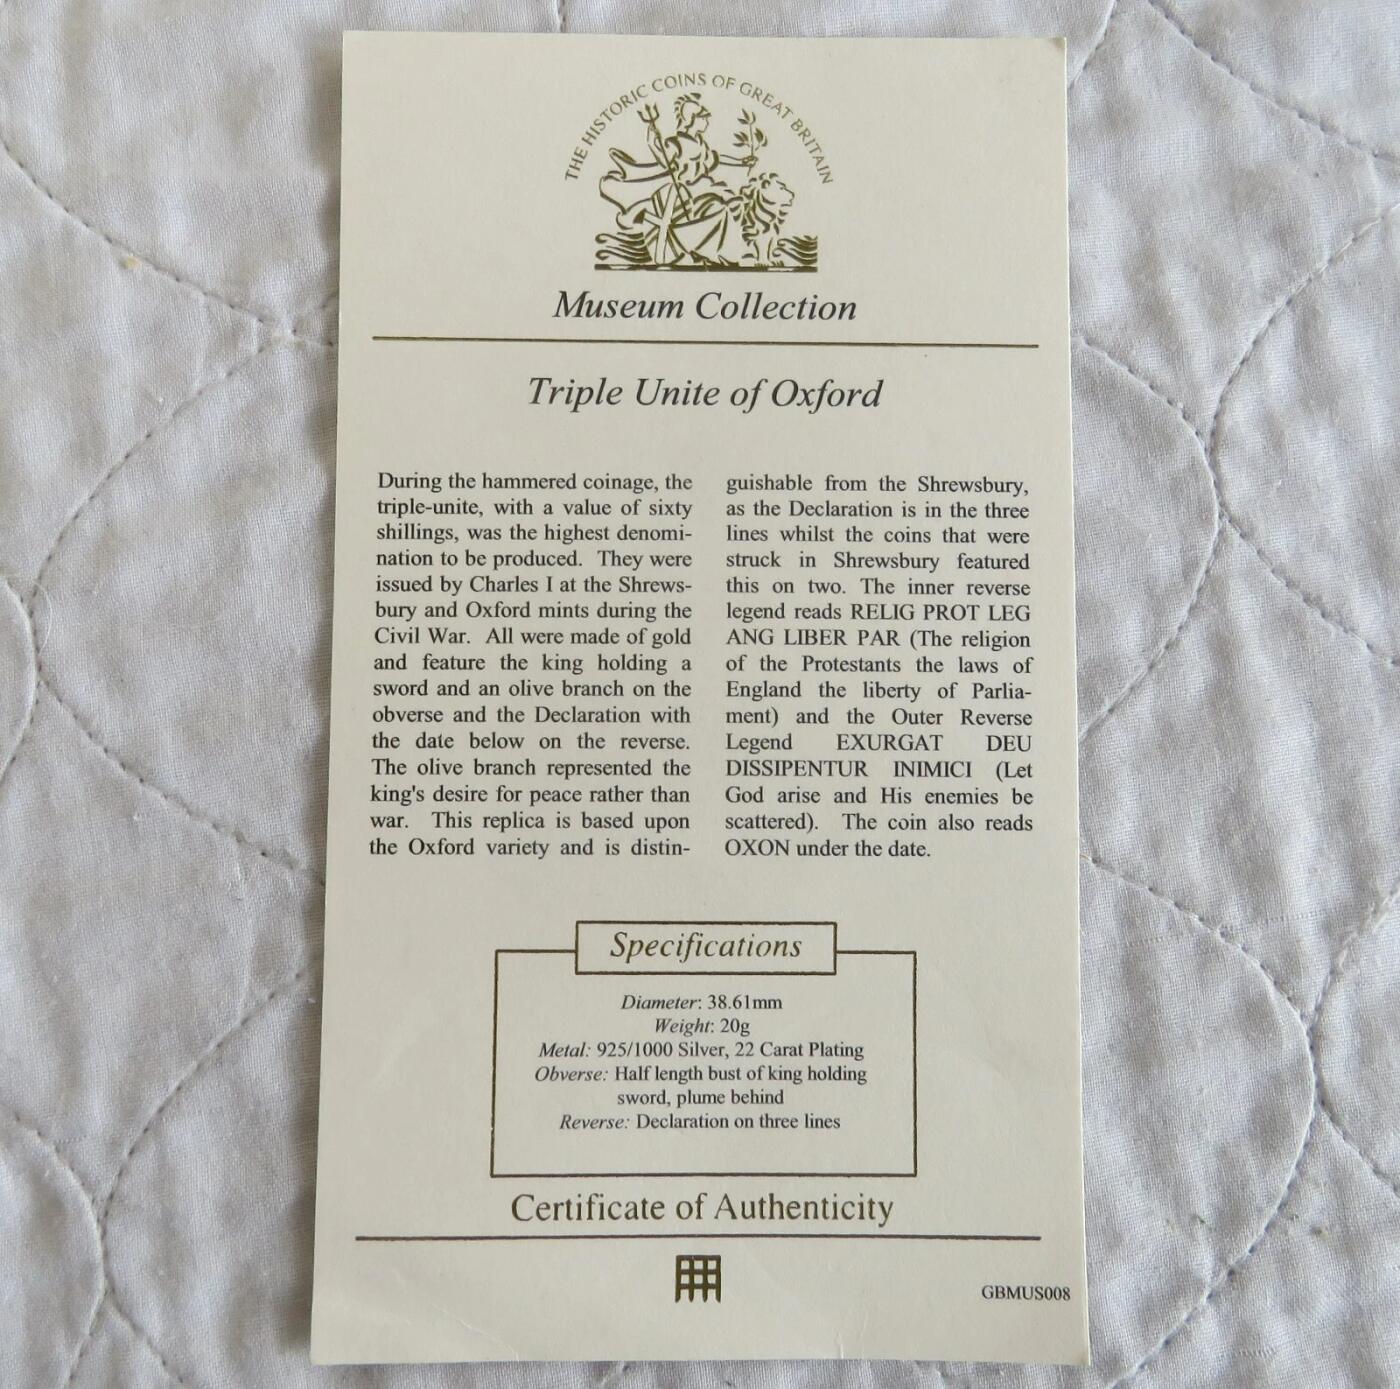 THE HISTORIC COINS OF GREAT BRITAIN
Museum Collection
Triple Unite of Oxford
During the hammered coinage, the
triple-unite, with a value of sixty
shillings, was the highest denomi-
nation to be produced. They were
issued by Charles I at the Shrews-
bury and Oxford mints during the
Civil War. All were made of gold
and feature the king holding a
sword and an olive branch on the
obverse and the Declaration with
the date below on the reverse.
The olive branch represented the
king's desire for peace rather than
war. This replica is based upon
the Oxford variety and is distin-
guishable from the Shrewsbury,
as the Declaration is in the three
lines whilst the coins that were
struck in Shrewsbury featured
this on two. The inner reverse
legend reads RELIG PROT LEG
ANG LIBER PAR (The religion
of the Protestants the laws of
England the liberty of Parlia-
ment) and the Outer Reverse
Legend EXURGAT DEU
DISSIPENTUR INIMICI (Let
God arise and His enemies be
scattered). The coin also reads
OXON under the date.
Specifications
Diameter: 38.61mm
Weight: 20g
Metal: 925/1000 Silver, 22 Carat Plating
Obverse: Half length bust of king holding
sword, plume behind
Reverse: Declaration on three lines
Certificate of Authenticity
GBMUS008